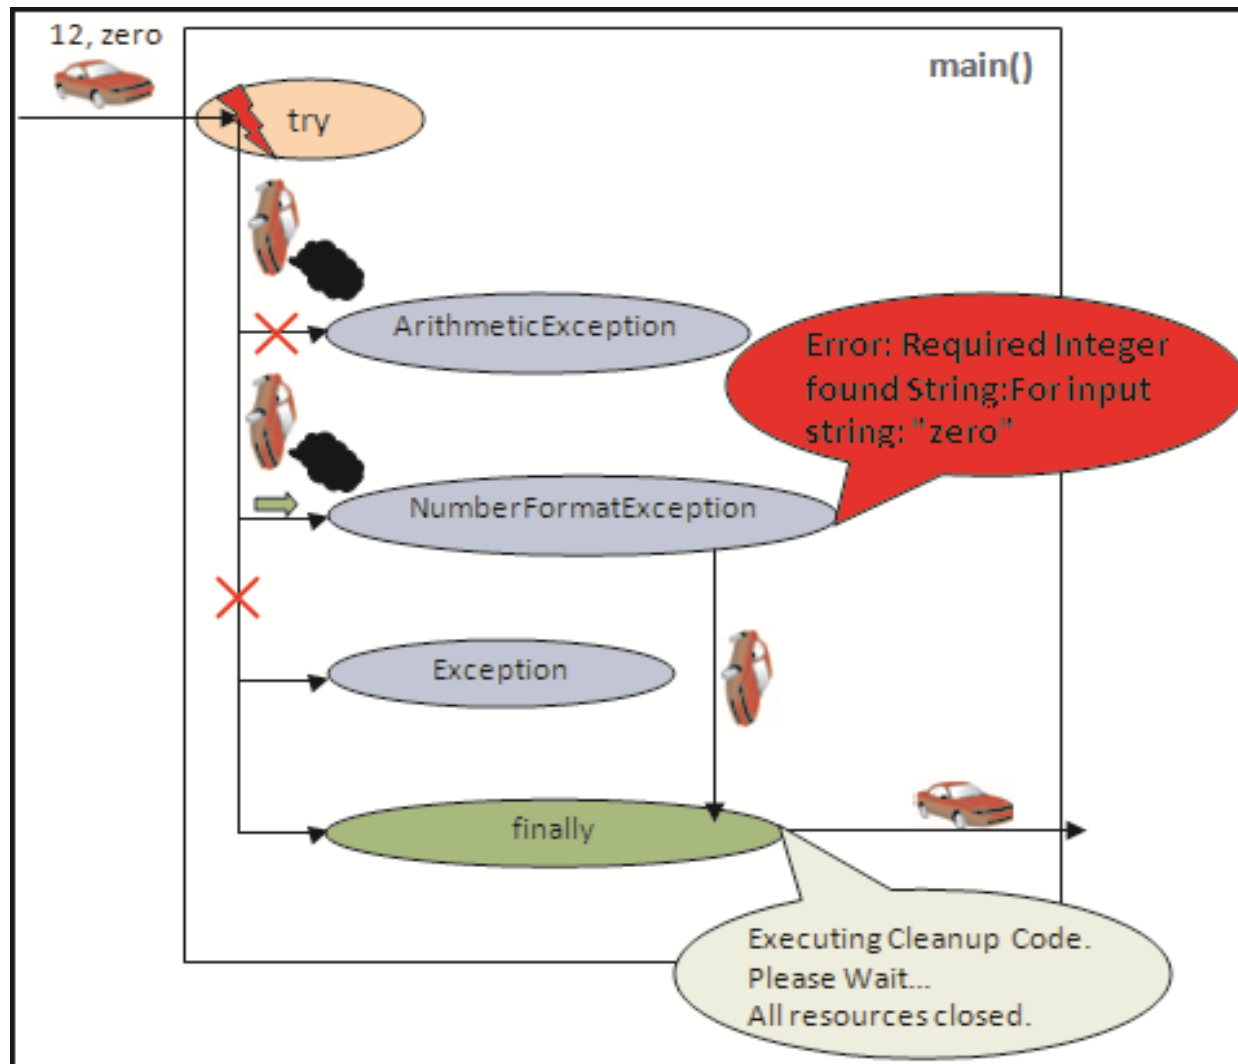 12, zero
main()
try
ArithmeticException
Error: Required Integer
found String:For input
string: "zero"
NumberFormatException
Exception
finally
Executing Cleanup Code.
Please Wait...
All resources closed.